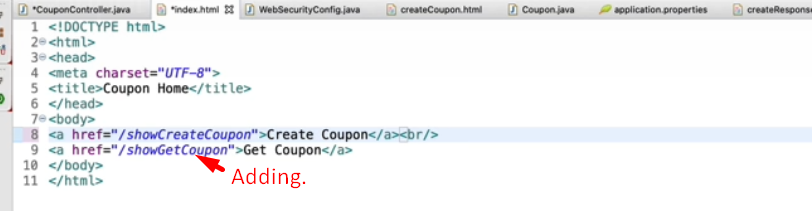 *CouponController.java
*index.html
WebSecurityConfig.java
createCoupon.html
Coupon.java
application.properties
createRespons
1 <!DOCTYPE html>
2 <html>
3 <head>
4 <meta charset="UTF-8">
5 <title>Coupon Home</title>
6 </head>
7 <body>
8 <a href="/showCreateCoupon">Create Coupon</a><br/>
9 <a href="/showGetCoupon">Get Coupon</a>
10 </body>
11 </html>
Adding.